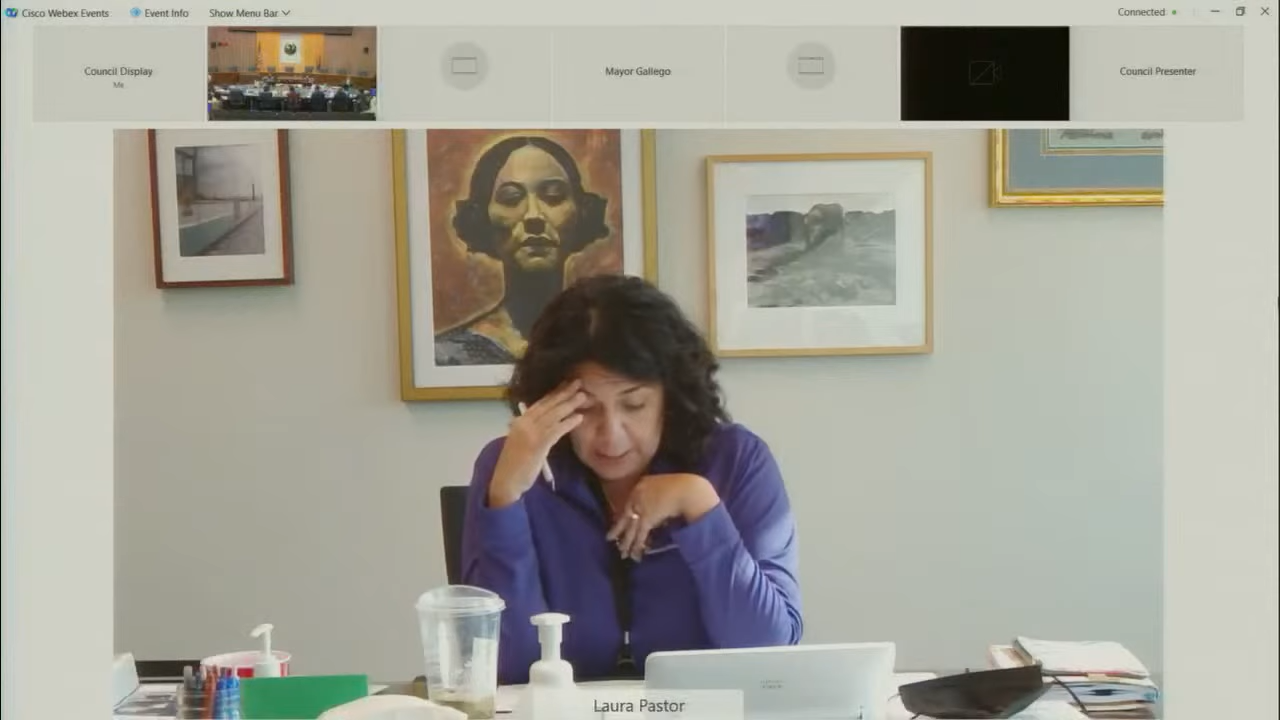 Cisco Webex Events
Event Info
Show Menu Bar
Connected
Council Display
Me
Mayor Gallego
Council Presenter
Laura Pastor